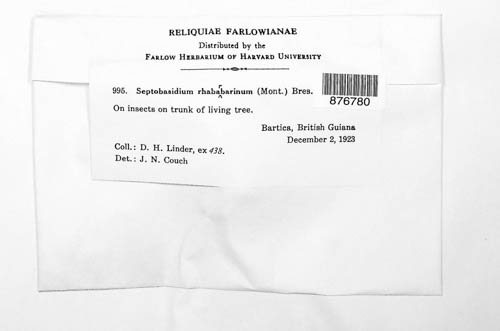 RELIQUIAE FARLOWIANAE
Distributed by the
FARLOW HERBARIUM OF HARVARD UNIVERSITY
995. Septobasidium rhababarinum (Mont.) Bres.
On insects on trunk of living tree.
876780
Bartica, British Guiana
December 2, 1923
Coll.: D. H. Linder, ex 438.
Det.: J. N. Couch